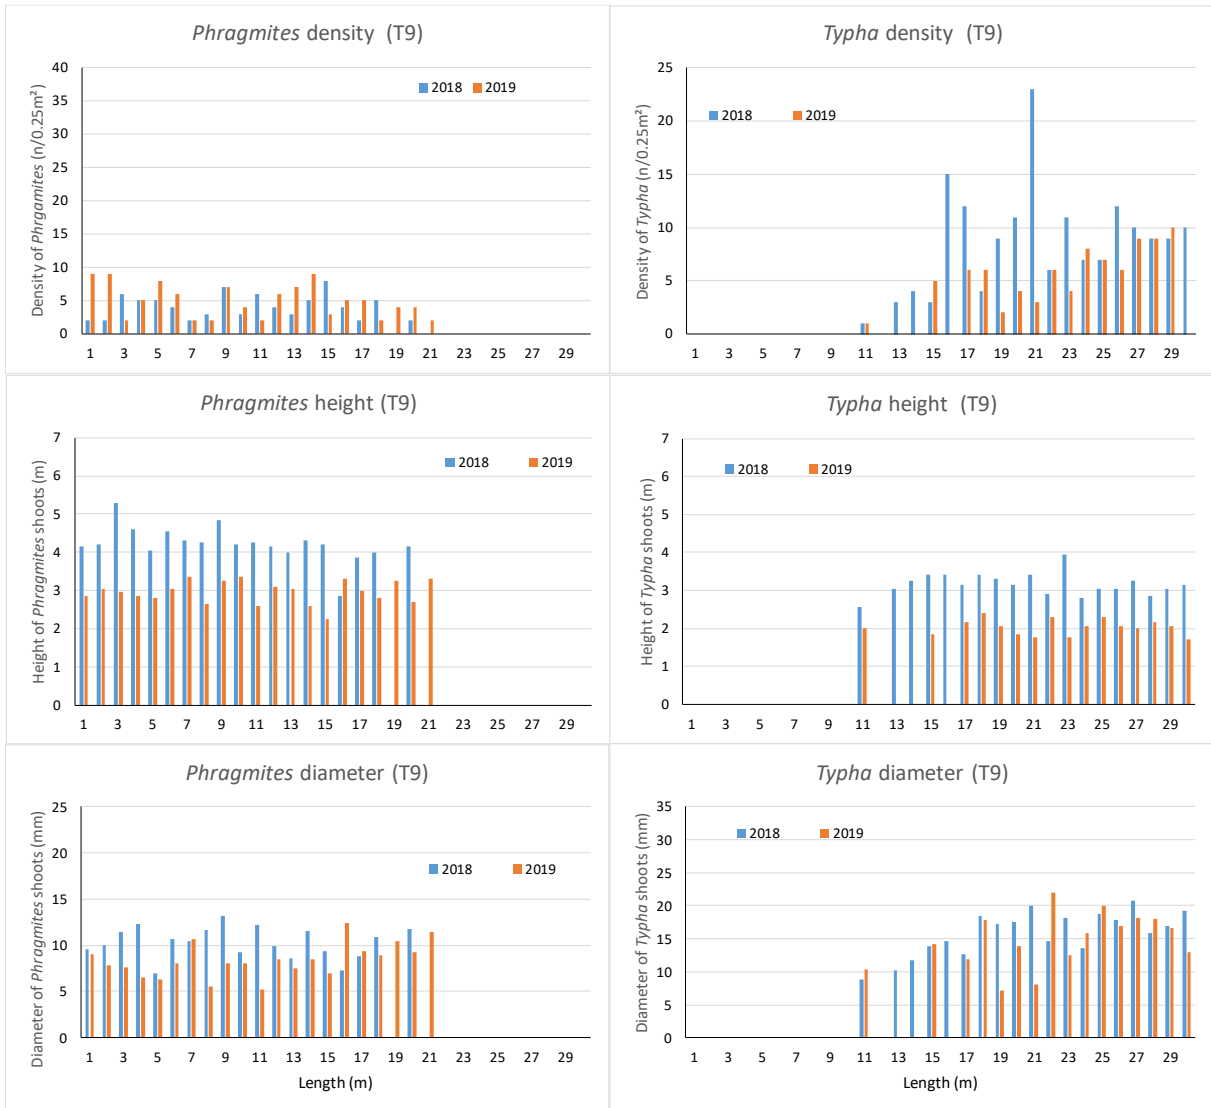 Phragmites density (T9)
Density of Phrgamites (n/0.25m²)
40
35
30
25
20
15
10
5
0
2018 2019
1 3 5 7 9 11 13 15 17 19 21 23 25 27 29
Typha density (T9)
Density of Typha (n/0.25m²)
25
20
15
10
5
0
2018 2019
1 3 5 7 9 11 13 15 17 19 21 23 25 27 29
Phragmites height (T9)
Height of Phragmites shoots (m)
7
6
5
4
3
2
1
0
2018 2019
1 3 5 7 9 11 13 15 17 19 21 23 25 27 29
Typha height (T9)
Height of Typha shoots (m)
7
6
5
4
3
2
1
0
2018 2019
1 3 5 7 9 11 13 15 17 19 21 23 25 27 29
Phragmites diameter (T9)
Diameter of Phragmites shoots (mm)
25
20
15
10
5
0
2018 2019
1 3 5 7 9 11 13 15 17 19 21 23 25 27 29
Length (m)
Typha diameter (T9)
Diameter of Typha shoots (mm)
35
30
25
20
15
10
5
0
2018 2019
1 3 5 7 9 11 13 15 17 19 21 23 25 27 29
Length (m)